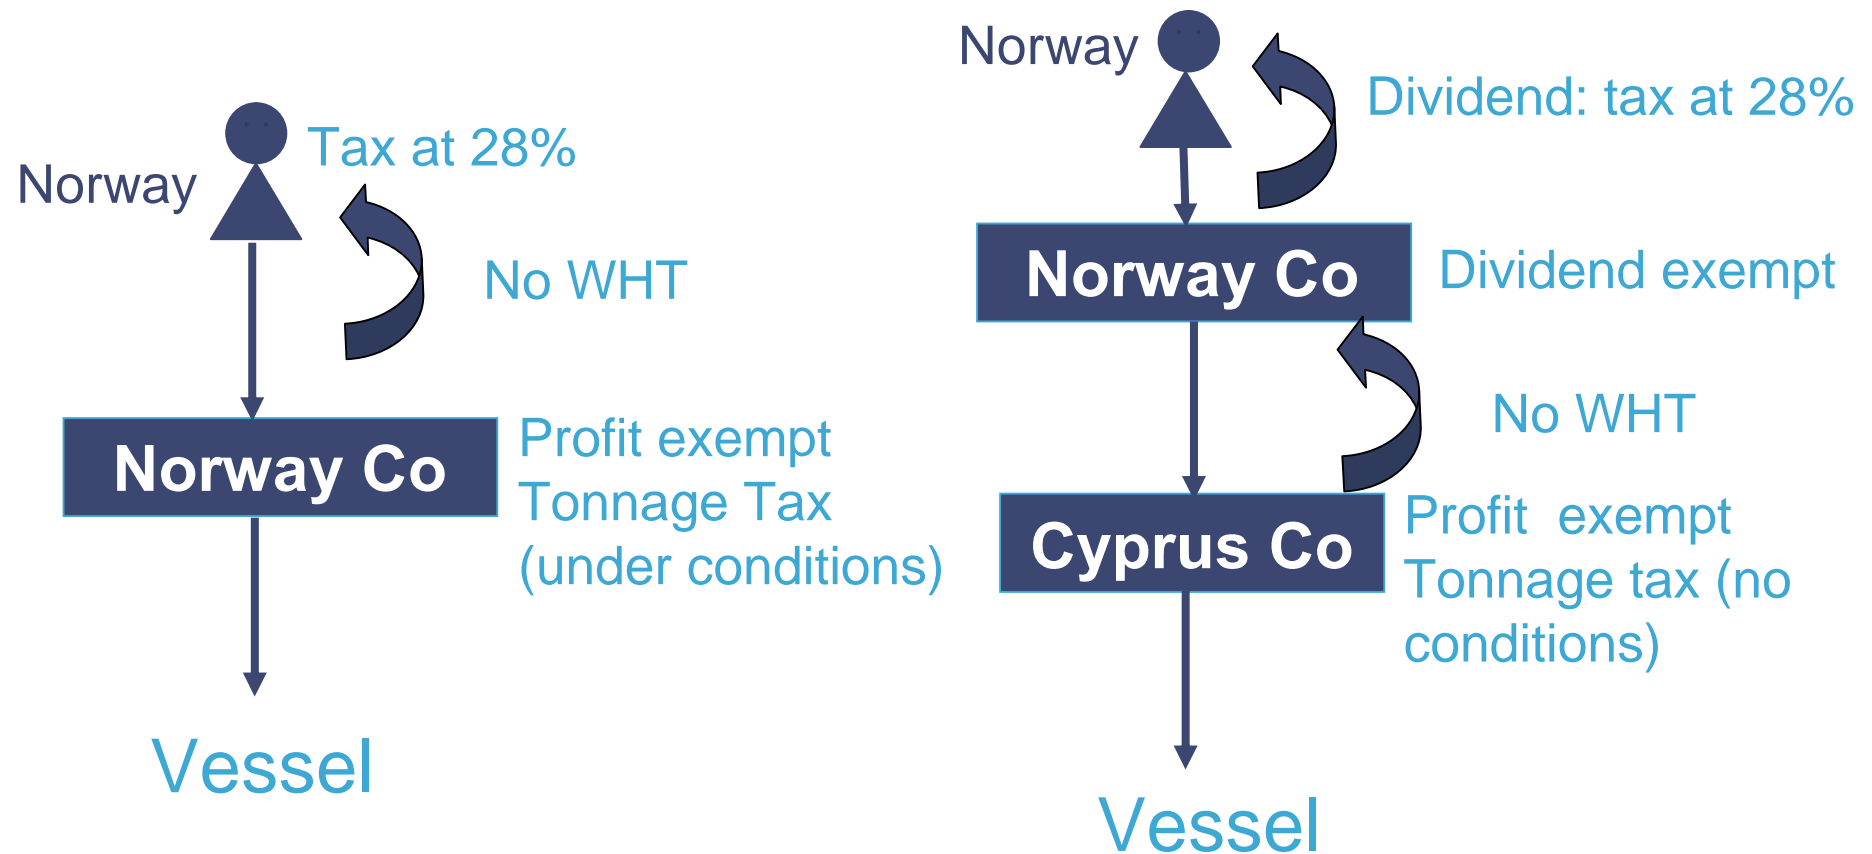 Norway
Tax at 28%
No WHT
Norway Co
Profit exempt
Tonnage Tax
(under conditions)
Vessel
Norway
Dividend: tax at 28%
Norway Co
Dividend exempt
No WHT
Cyprus Co
Profit  exempt
Tonnage tax (no
conditions)
Vessel